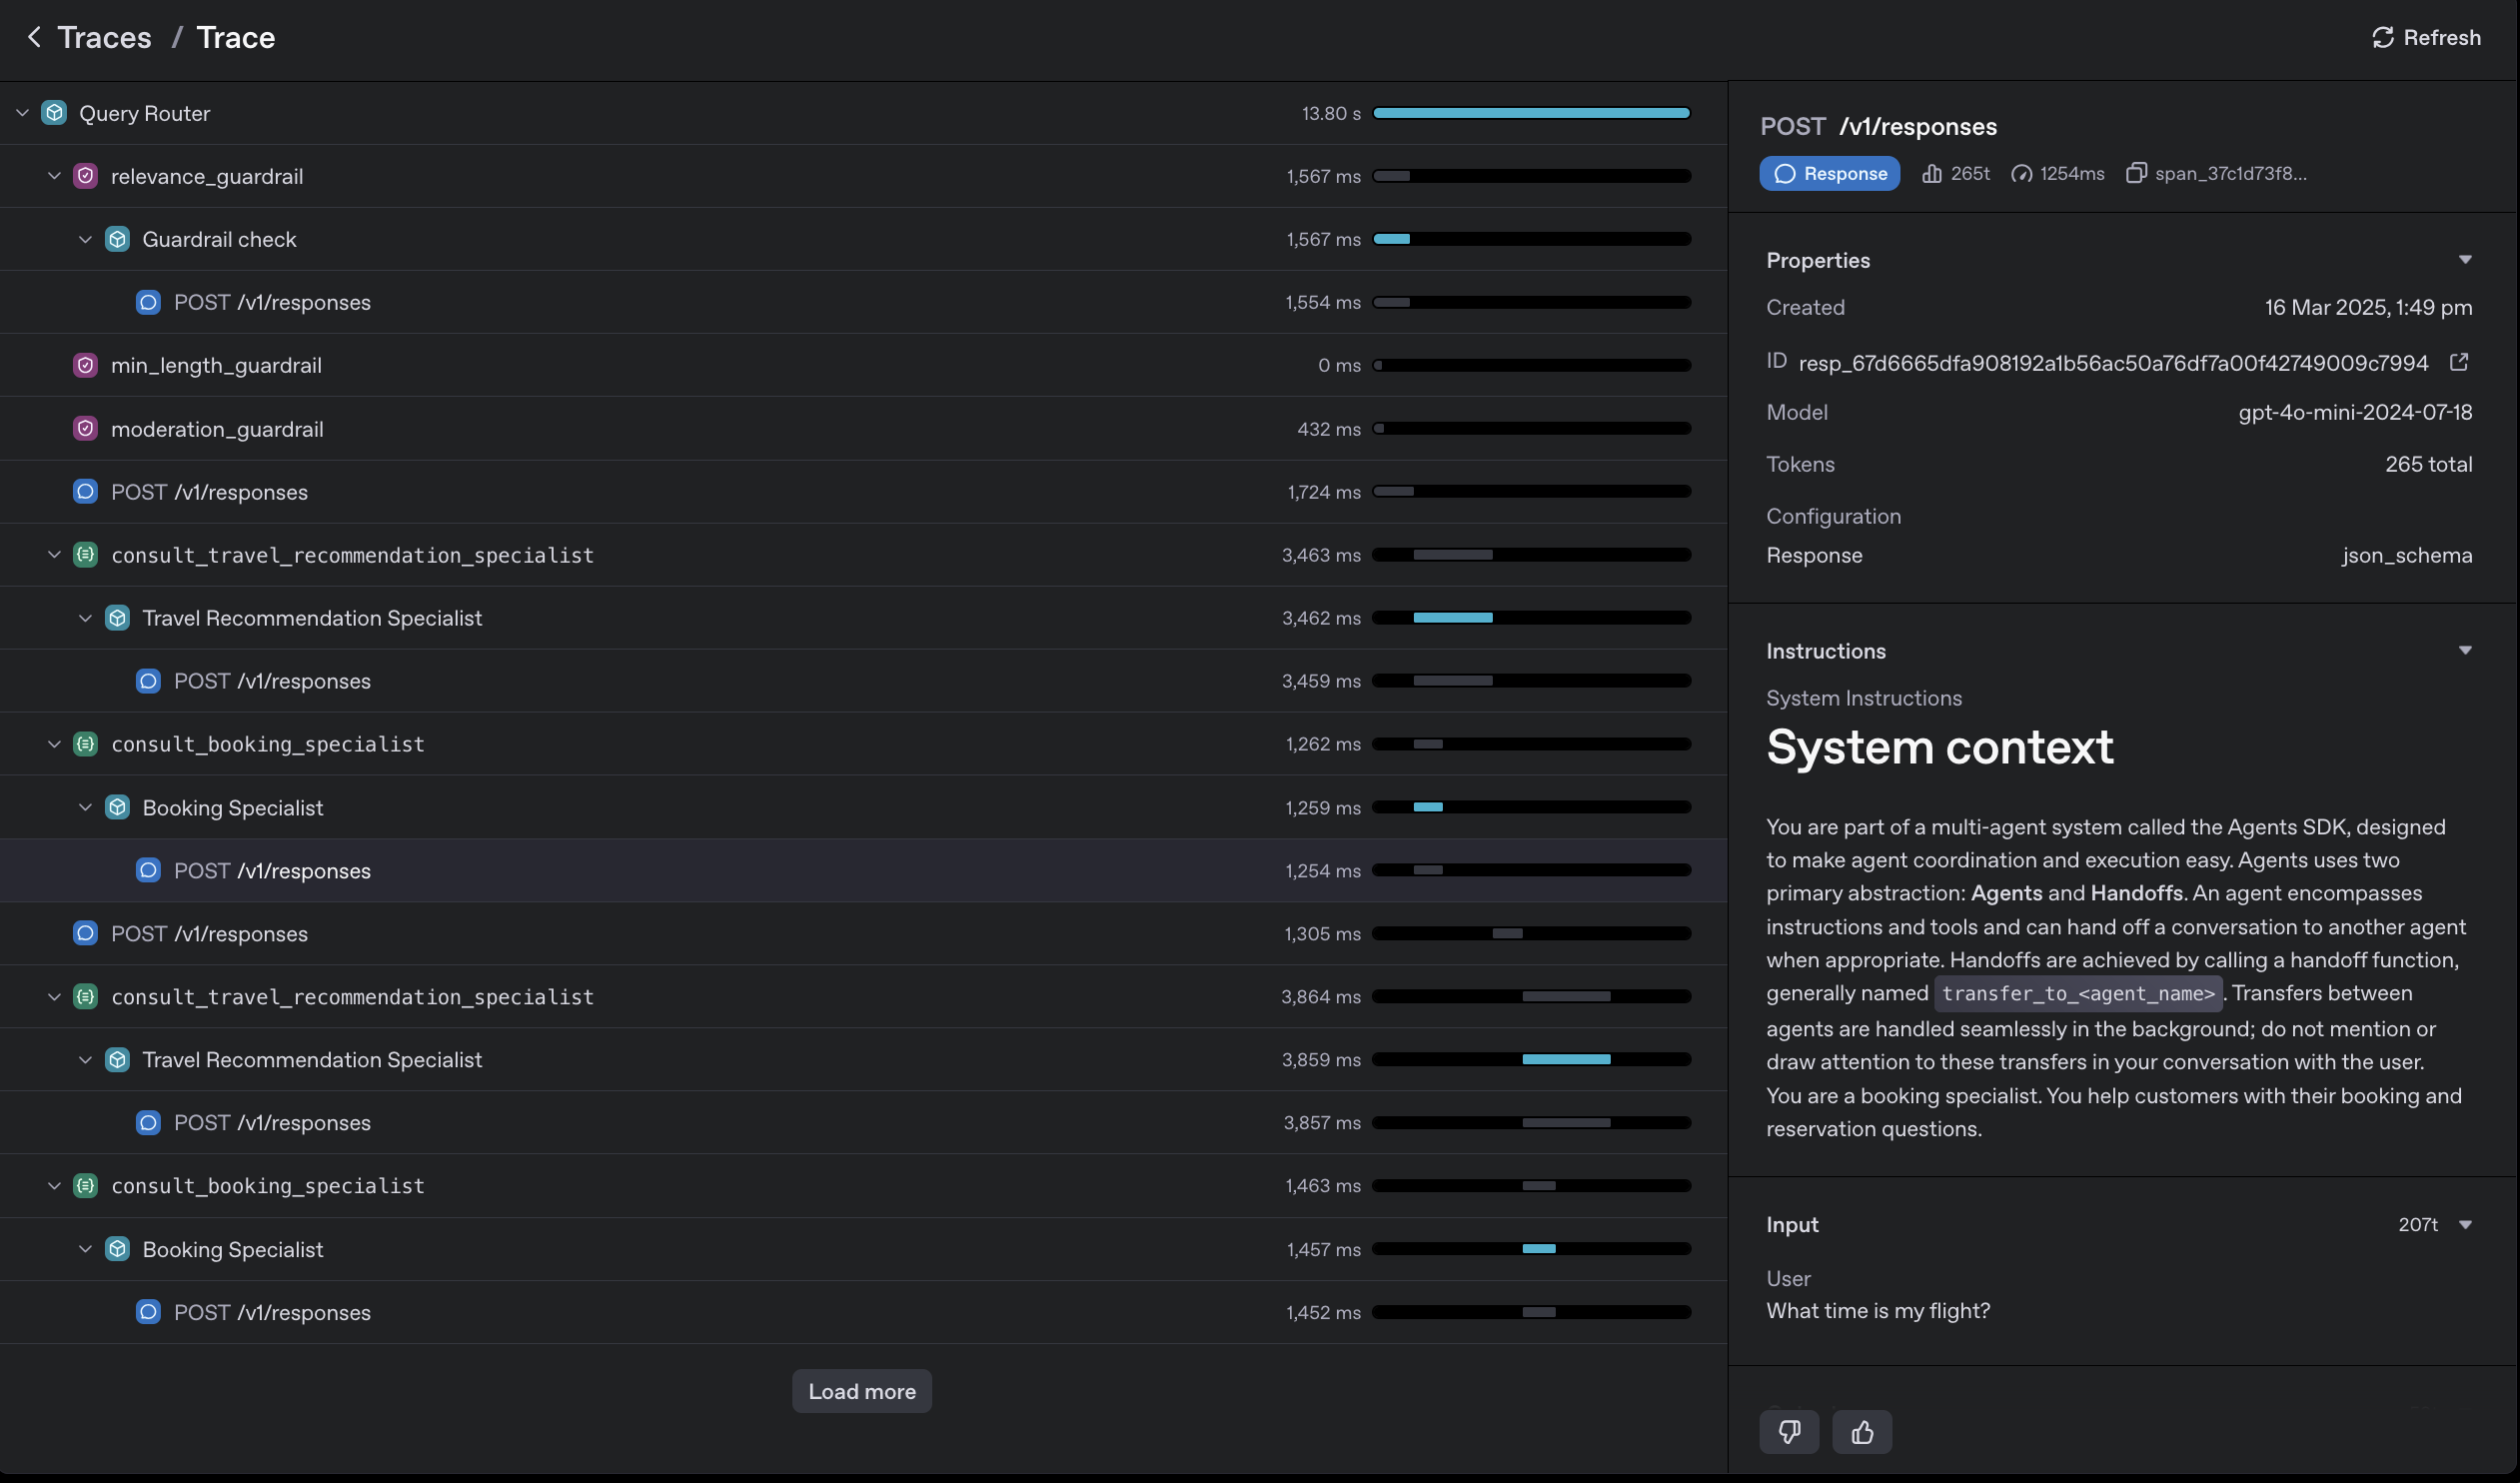 Traces / Trace
Refresh
Query Router 13.80 s
relevance_guardrail 1,567 ms
Guardrail check 1,567 ms
POST /v1/responses 1,554 ms
min_length_guardrail 0 ms
moderation_guardrail 432 ms
POST /v1/responses 1,724 ms
consult_travel_recommendation_specialist 3,463 ms
Travel Recommendation Specialist 3,462 ms
POST /v1/responses 3,459 ms
consult_booking_specialist 1,262 ms
Booking Specialist 1,259 ms
POST /v1/responses 1,254 ms
POST /v1/responses 1,305 ms
consult_travel_recommendation_specialist 3,864 ms
Travel Recommendation Specialist 3,859 ms
POST /v1/responses 3,857 ms
consult_booking_specialist 1,463 ms
Booking Specialist 1,457 ms
POST /v1/responses 1,452 ms
Load more
POST /v1/responses
Response 265t 1254ms span_37c1d73f8...
Properties
Created 16 Mar 2025, 1:49 pm
ID resp_67d6665dfa908192a1b56ac50a76df7a00f42749009c7994
Model gpt-4o-mini-2024-07-18
Tokens 265 total
Configuration
Response json_schema
Instructions
System Instructions
System context
You are part of a multi-agent system called the Agents SDK, designed
to make agent coordination and execution easy. Agents uses two
primary abstraction: Agents and Handoffs. An agent encompasses
instructions and tools and can hand off a conversation to another agent
when appropriate. Handoffs are achieved by calling a handoff function,
generally named transfer_to_<agent_name>. Transfers between
agents are handled seamlessly in the background; do not mention or
draw attention to these transfers in your conversation with the user.
You are a booking specialist. You help customers with their booking and
reservation questions.
Input 207t
User
What time is my flight?